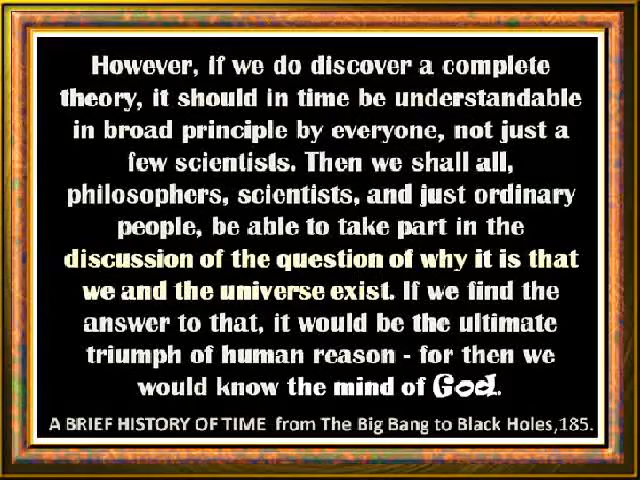 However, if we do discover a complete
theory, it should in time be understandable
in broad principle by everyone, not just a
few scientists. Then we shall all,
philosophers, scientists, and just ordinary
people, be able to take part in the
discussion of the question of why it is that
we and the universe exist. If we find the
answer to that, it would be the ultimate
triumph of human reason - for then we
would know the mind of God.
A BRIEF HISTORY OF TIME from The Big Bang to Black Holes,185.